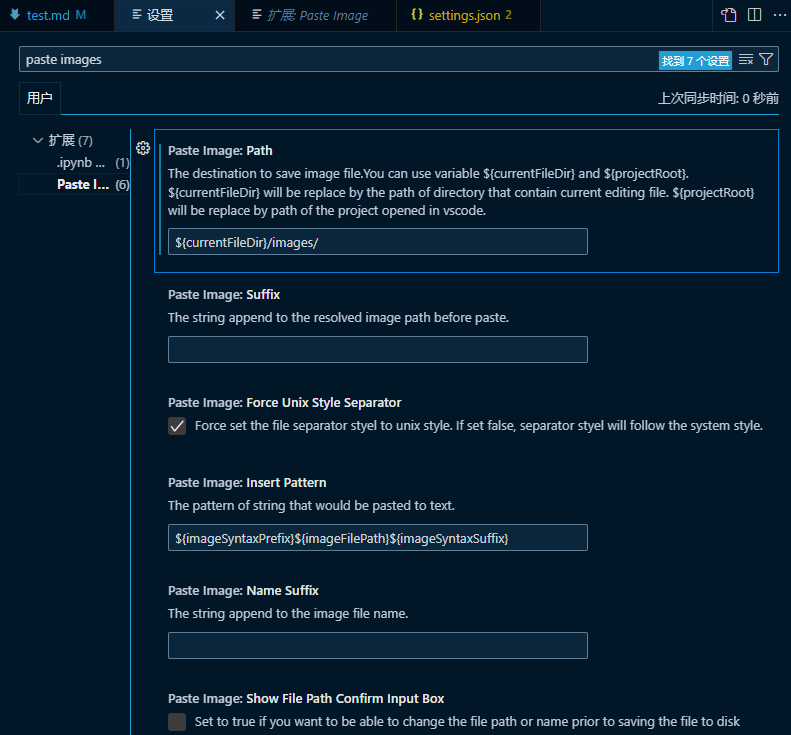 test.md M
设置
扩展: Paste Image
settings.json 2
paste images
找到 7 个设置
用户
上次同步时间: 0 秒前
扩展 (7)
.ipynb ... (1)
Paste I... (6)
Paste Image: Path
The destination to save image file.You can use variable ${currentFileDir} and ${projectRoot}.
${currentFileDir} will be replace by the path of directory that contain current editing file. ${projectRoot}
will be replace by path of the project opened in vscode.
${currentFileDir}/images/
Paste Image: Suffix
The string append to the resolved image path before paste.
Paste Image: Force Unix Style Separator
Force set the file separator styel to unix style. If set false, separator styel will follow the system style.
Paste Image: Insert Pattern
The pattern of string that would be pasted to text.
${imageSyntaxPrefix}${imageFilePath}${imageSyntaxSuffix}
Paste Image: Name Suffix
The string append to the image file name.
Paste Image: Show File Path Confirm Input Box
Set to true if you want to be able to change the file path or name prior to saving the file to disk